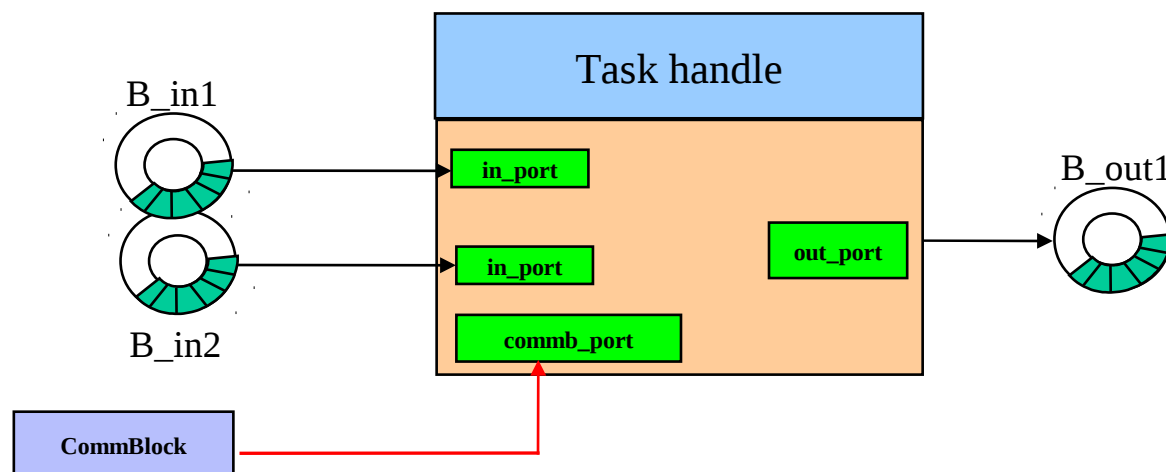 Task handle
B_in1
in_port
B_out1
out_port
in_port
commb_port
B_in2
CommBlock